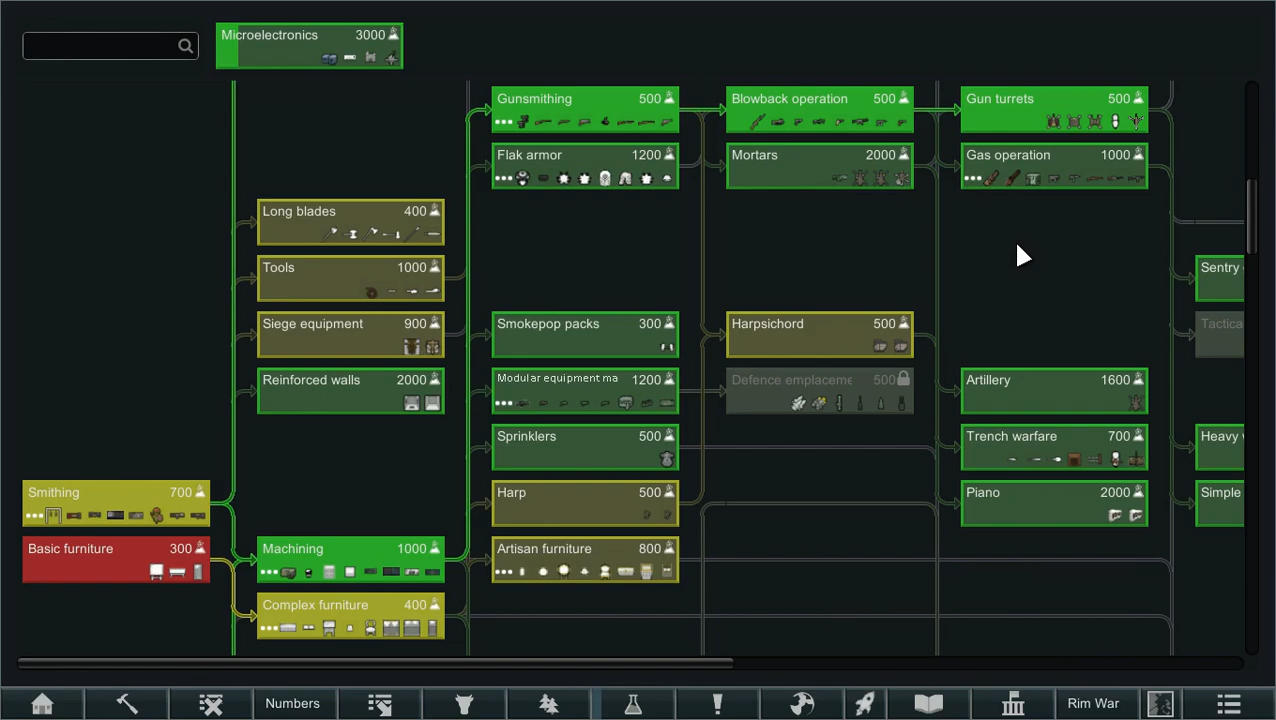 Microelectronics 3000
Gunsmithing 500
Blowback operation 500
Gun turrets 500
Flak armor 1200
Mortars 2000
Gas operation 1000
Long blades 400
Tools 1000
Sentry
Siege equipment 900
Smokepop packs 300
Harpsichord 500
Tactica
Reinforced walls 2000
Modular equipment ma 1200
Defence emplaceme 500
Artillery 1600
Sprinklers 500
Trench warfare 700
Heavy
Smithing 700
Harp 500
Piano 2000
Simple
Basic furniture 300
Machining 1000
Artisan furniture 800
Complex furniture 400
Numbers
Rim War